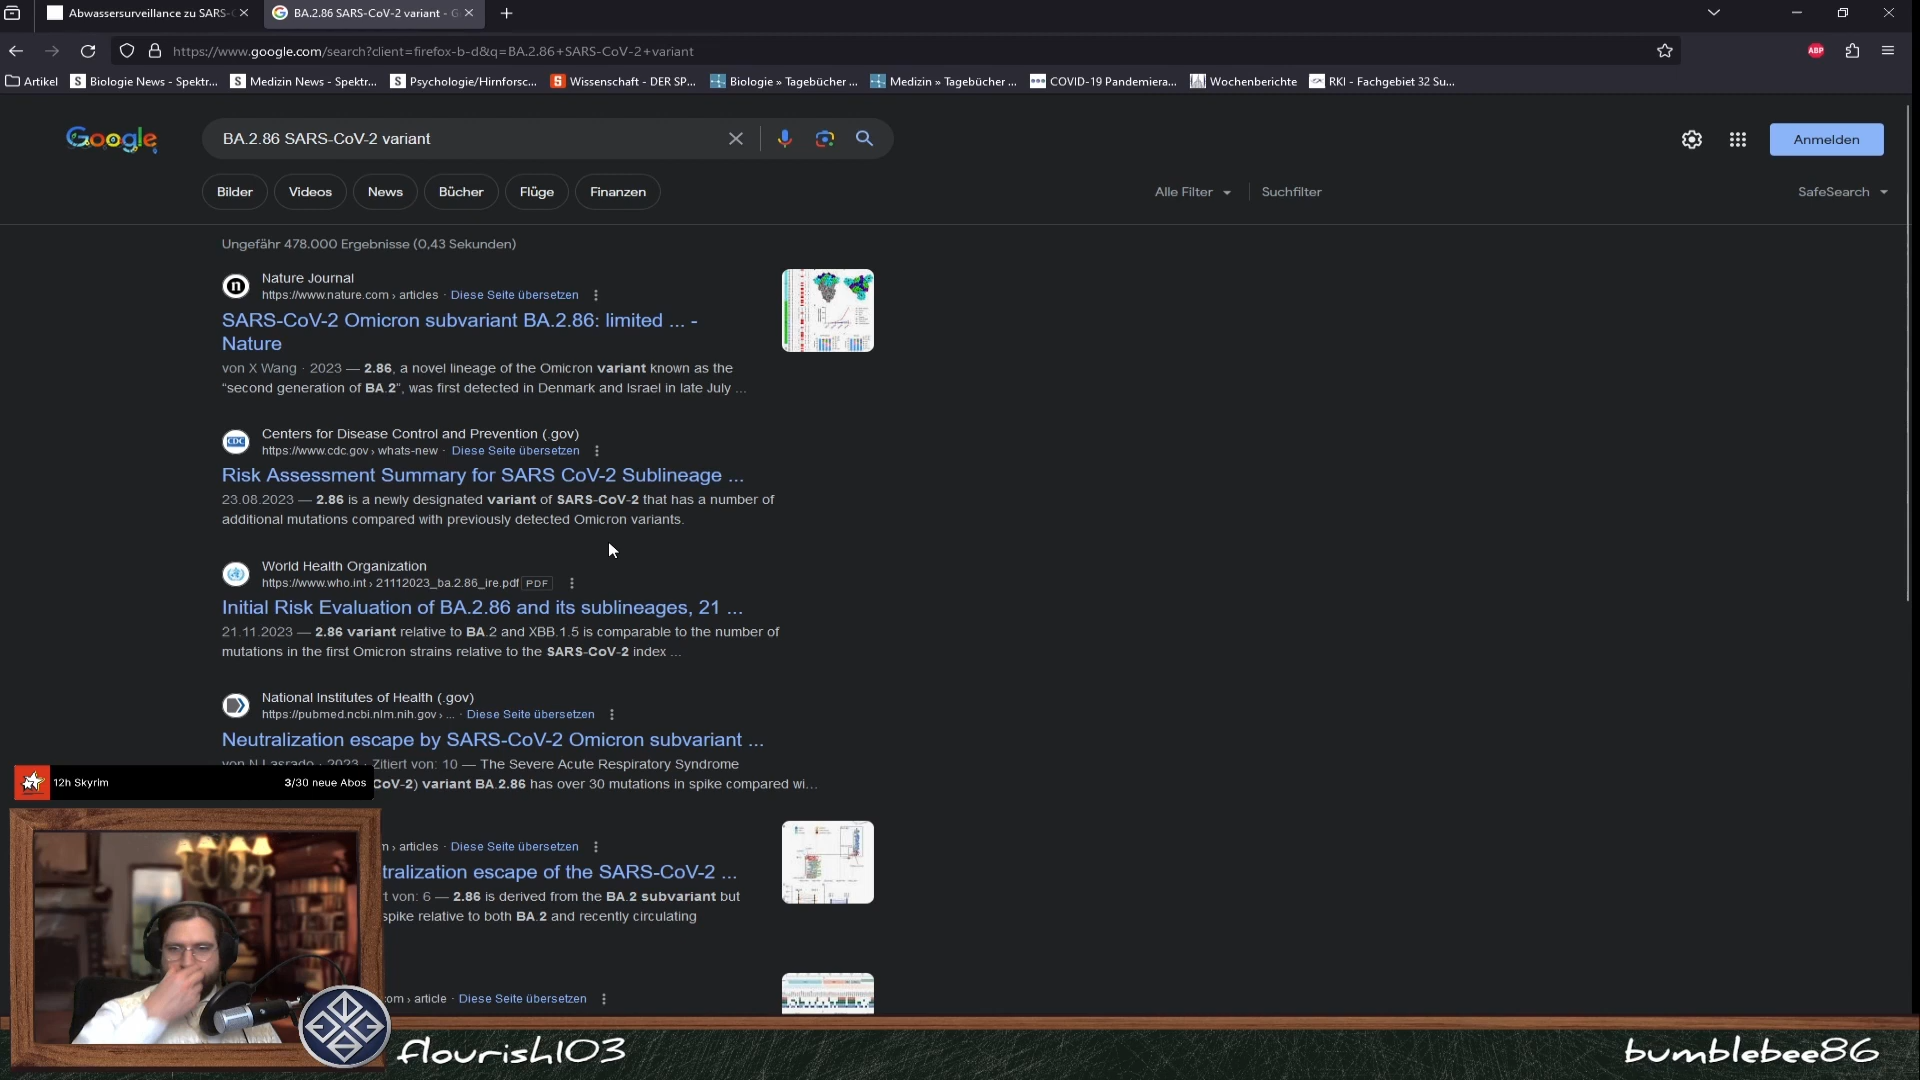 Abwassersurveillance zu SARS-C
BA.2.86 SARS-CoV-2 variant - G
https://www.google.com/search?client=firefox-b-d&q=BA.2.86+SARS-CoV-2+variant
ABP
Artikel
Biologie News - Spektr...
Medizin News - Spektr...
Psychologie/Hirnforsc...
Wissenschaft - DER SP...
Biologie » Tagebücher ...
Medizin » Tagebücher ...
COVID-19 Pandemiera...
Wochenberichte
RKI - Fachgebiet 32 Su...
Google
BA.2.86 SARS-CoV-2 variant
Anmelden
Bilder
Videos
News
Bücher
Flüge
Finanzen
Alle Filter
Suchfilter
SafeSearch
Ungefähr 478.000 Ergebnisse (0,43 Sekunden)
n
Nature Journal
https://www.nature.com › articles · Diese Seite übersetzen
SARS-CoV-2 Omicron subvariant BA.2.86: limited ... -
Nature
von X Wang · 2023 — 2.86, a novel lineage of the Omicron variant known as the
“second generation of BA.2”, was first detected in Denmark and Israel in late July ...
CDC
Centers for Disease Control and Prevention (.gov)
https://www.cdc.gov › whats-new · Diese Seite übersetzen
Risk Assessment Summary for SARS CoV-2 Sublineage ...
23.08.2023 — 2.86 is a newly designated variant of SARS-CoV-2 that has a number of
additional mutations compared with previously detected Omicron variants.
World Health Organization
https://www.who.int › 21112023_ba.2.86_ire.pdf PDF
Initial Risk Evaluation of BA.2.86 and its sublineages, 21 ...
21.11.2023 — 2.86 variant relative to BA.2 and XBB.1.5 is comparable to the number of
mutations in the first Omicron strains relative to the SARS-CoV-2 index ...
National Institutes of Health (.gov)
https://pubmed.ncbi.nlm.nih.gov › ... · Diese Seite übersetzen
Neutralization escape by SARS-CoV-2 Omicron subvariant ...
von N Lasrado · 2023 · Zitiert von: 10 — The Severe Acute Respiratory Syndrome
CoV-2) variant BA.2.86 has over 30 mutations in spike compared wi...
12h Skyrim
3/30 neue Abos
m › articles · Diese Seite übersetzen
tralization escape of the SARS-CoV-2 ...
rt von: 6 — 2.86 is derived from the BA.2 subvariant but
spike relative to both BA.2 and recently circulating
om › article · Diese Seite übersetzen
flourish103
bumblebee86